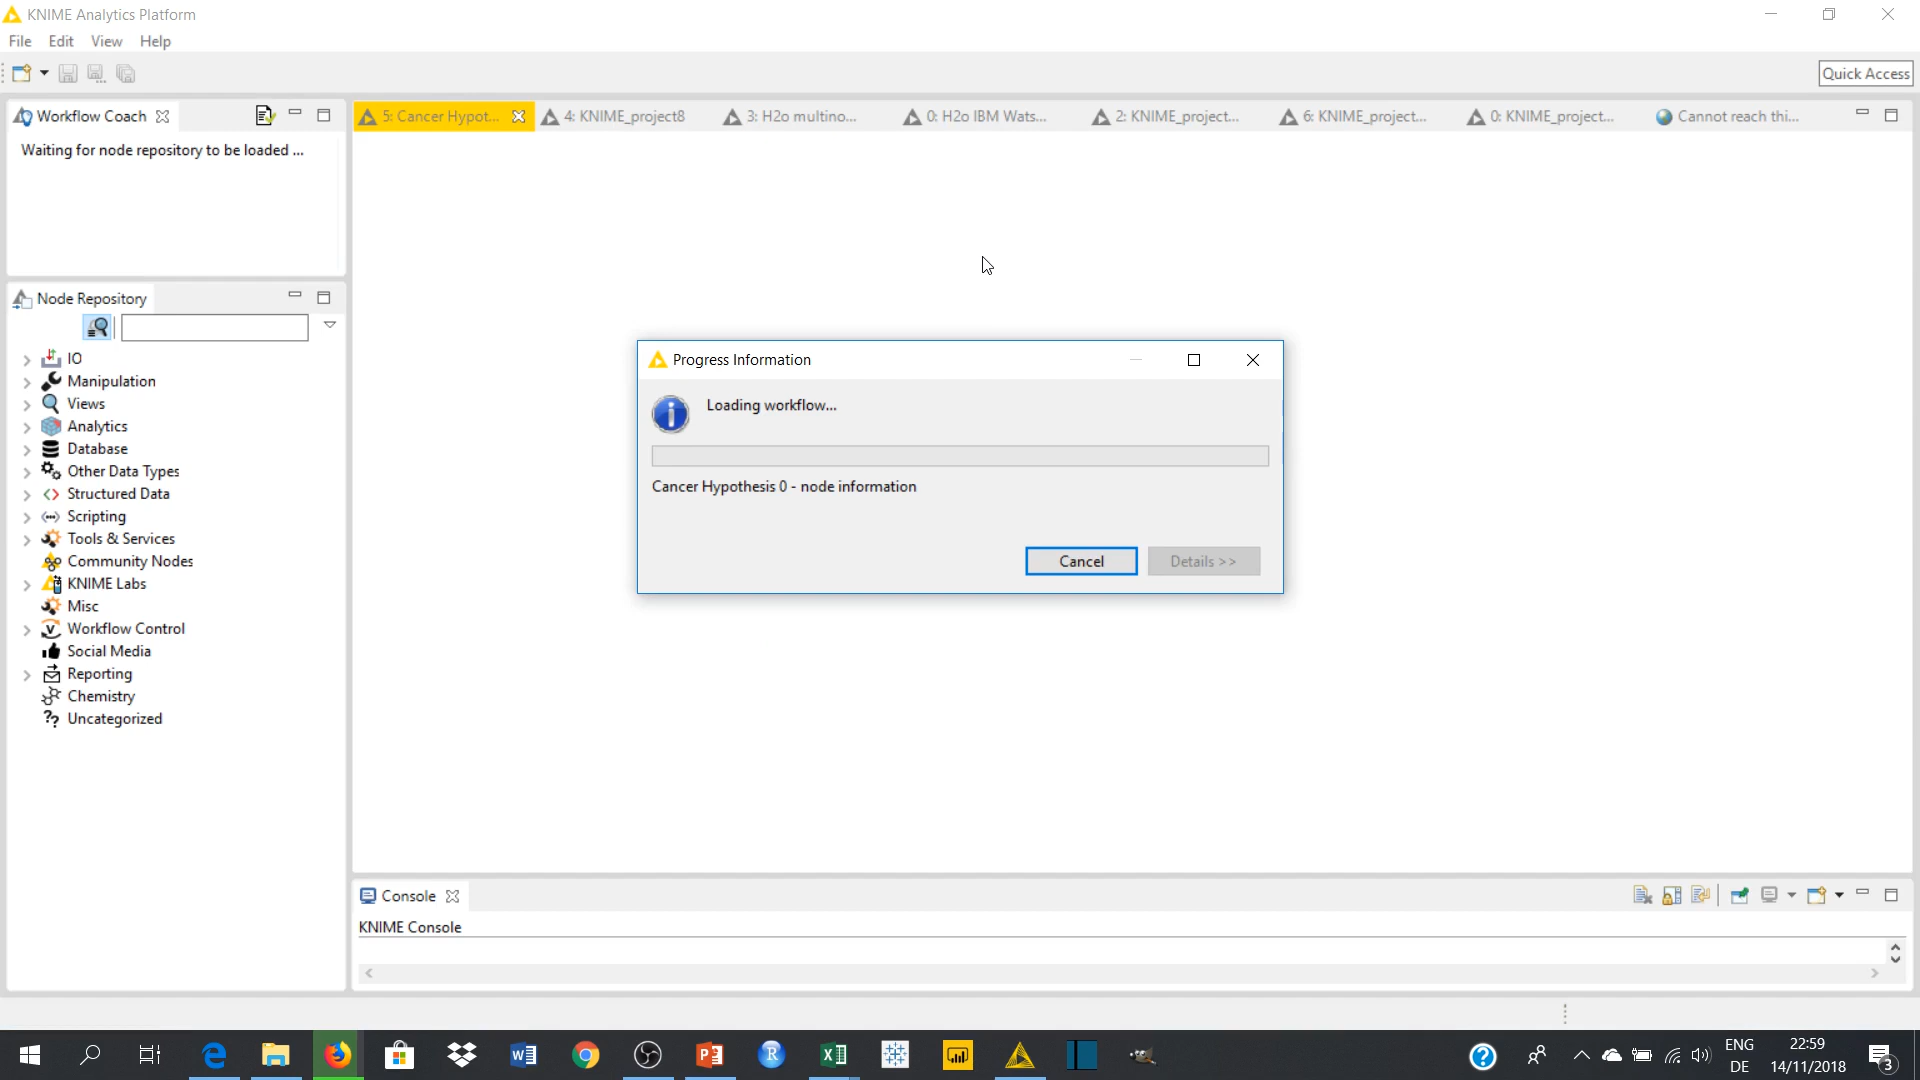 KNIME Analytics Platform
File Edit View Help
Quick Access
Workflow Coach
5: Cancer Hypot... 4: KNIME_project8 3: H2o multino... 0: H2o IBM Wats... 2: KNIME_project... 6: KNIME_project... 0: KNIME_project... Cannot reach thi...
Waiting for node repository to be loaded ...
Node Repository
IO
Manipulation
Views
Analytics
Database
Other Data Types
Structured Data
Scripting
Tools & Services
Community Nodes
KNIME Labs
Misc
Workflow Control
Social Media
Reporting
Chemistry
?? Uncategorized
Progress Information
Loading workflow...
Cancer Hypothesis 0 - node information
Cancel Details >>
Console
KNIME Console
ENG
DE
22:59
14/11/2018
3